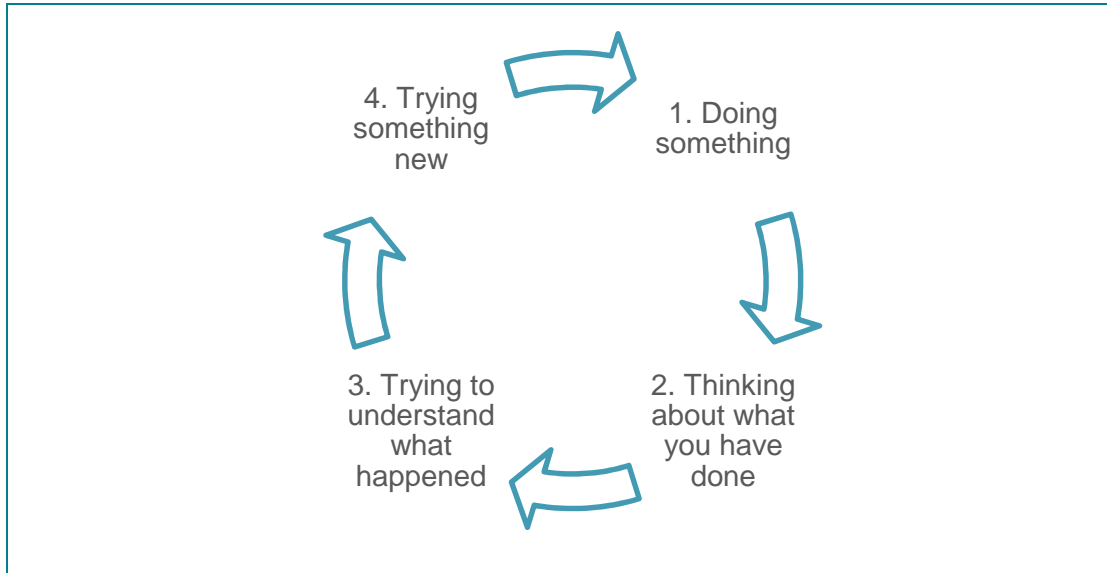 1. Doing
something
2. Thinking
about what
you have
done
3. Trying to
understand
what
happened
4. Trying
something
new